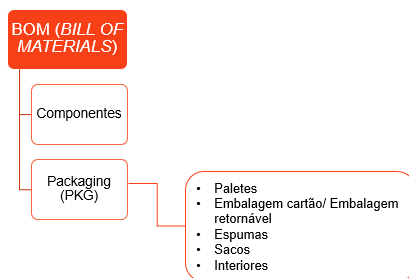 BOM (BILL OF
MATERIALS)
Componentes
Packaging
(PKG)
• Paletes
• Embalagem cartão/ Embalagem
retornável
• Espumas
• Sacos
• Interiores